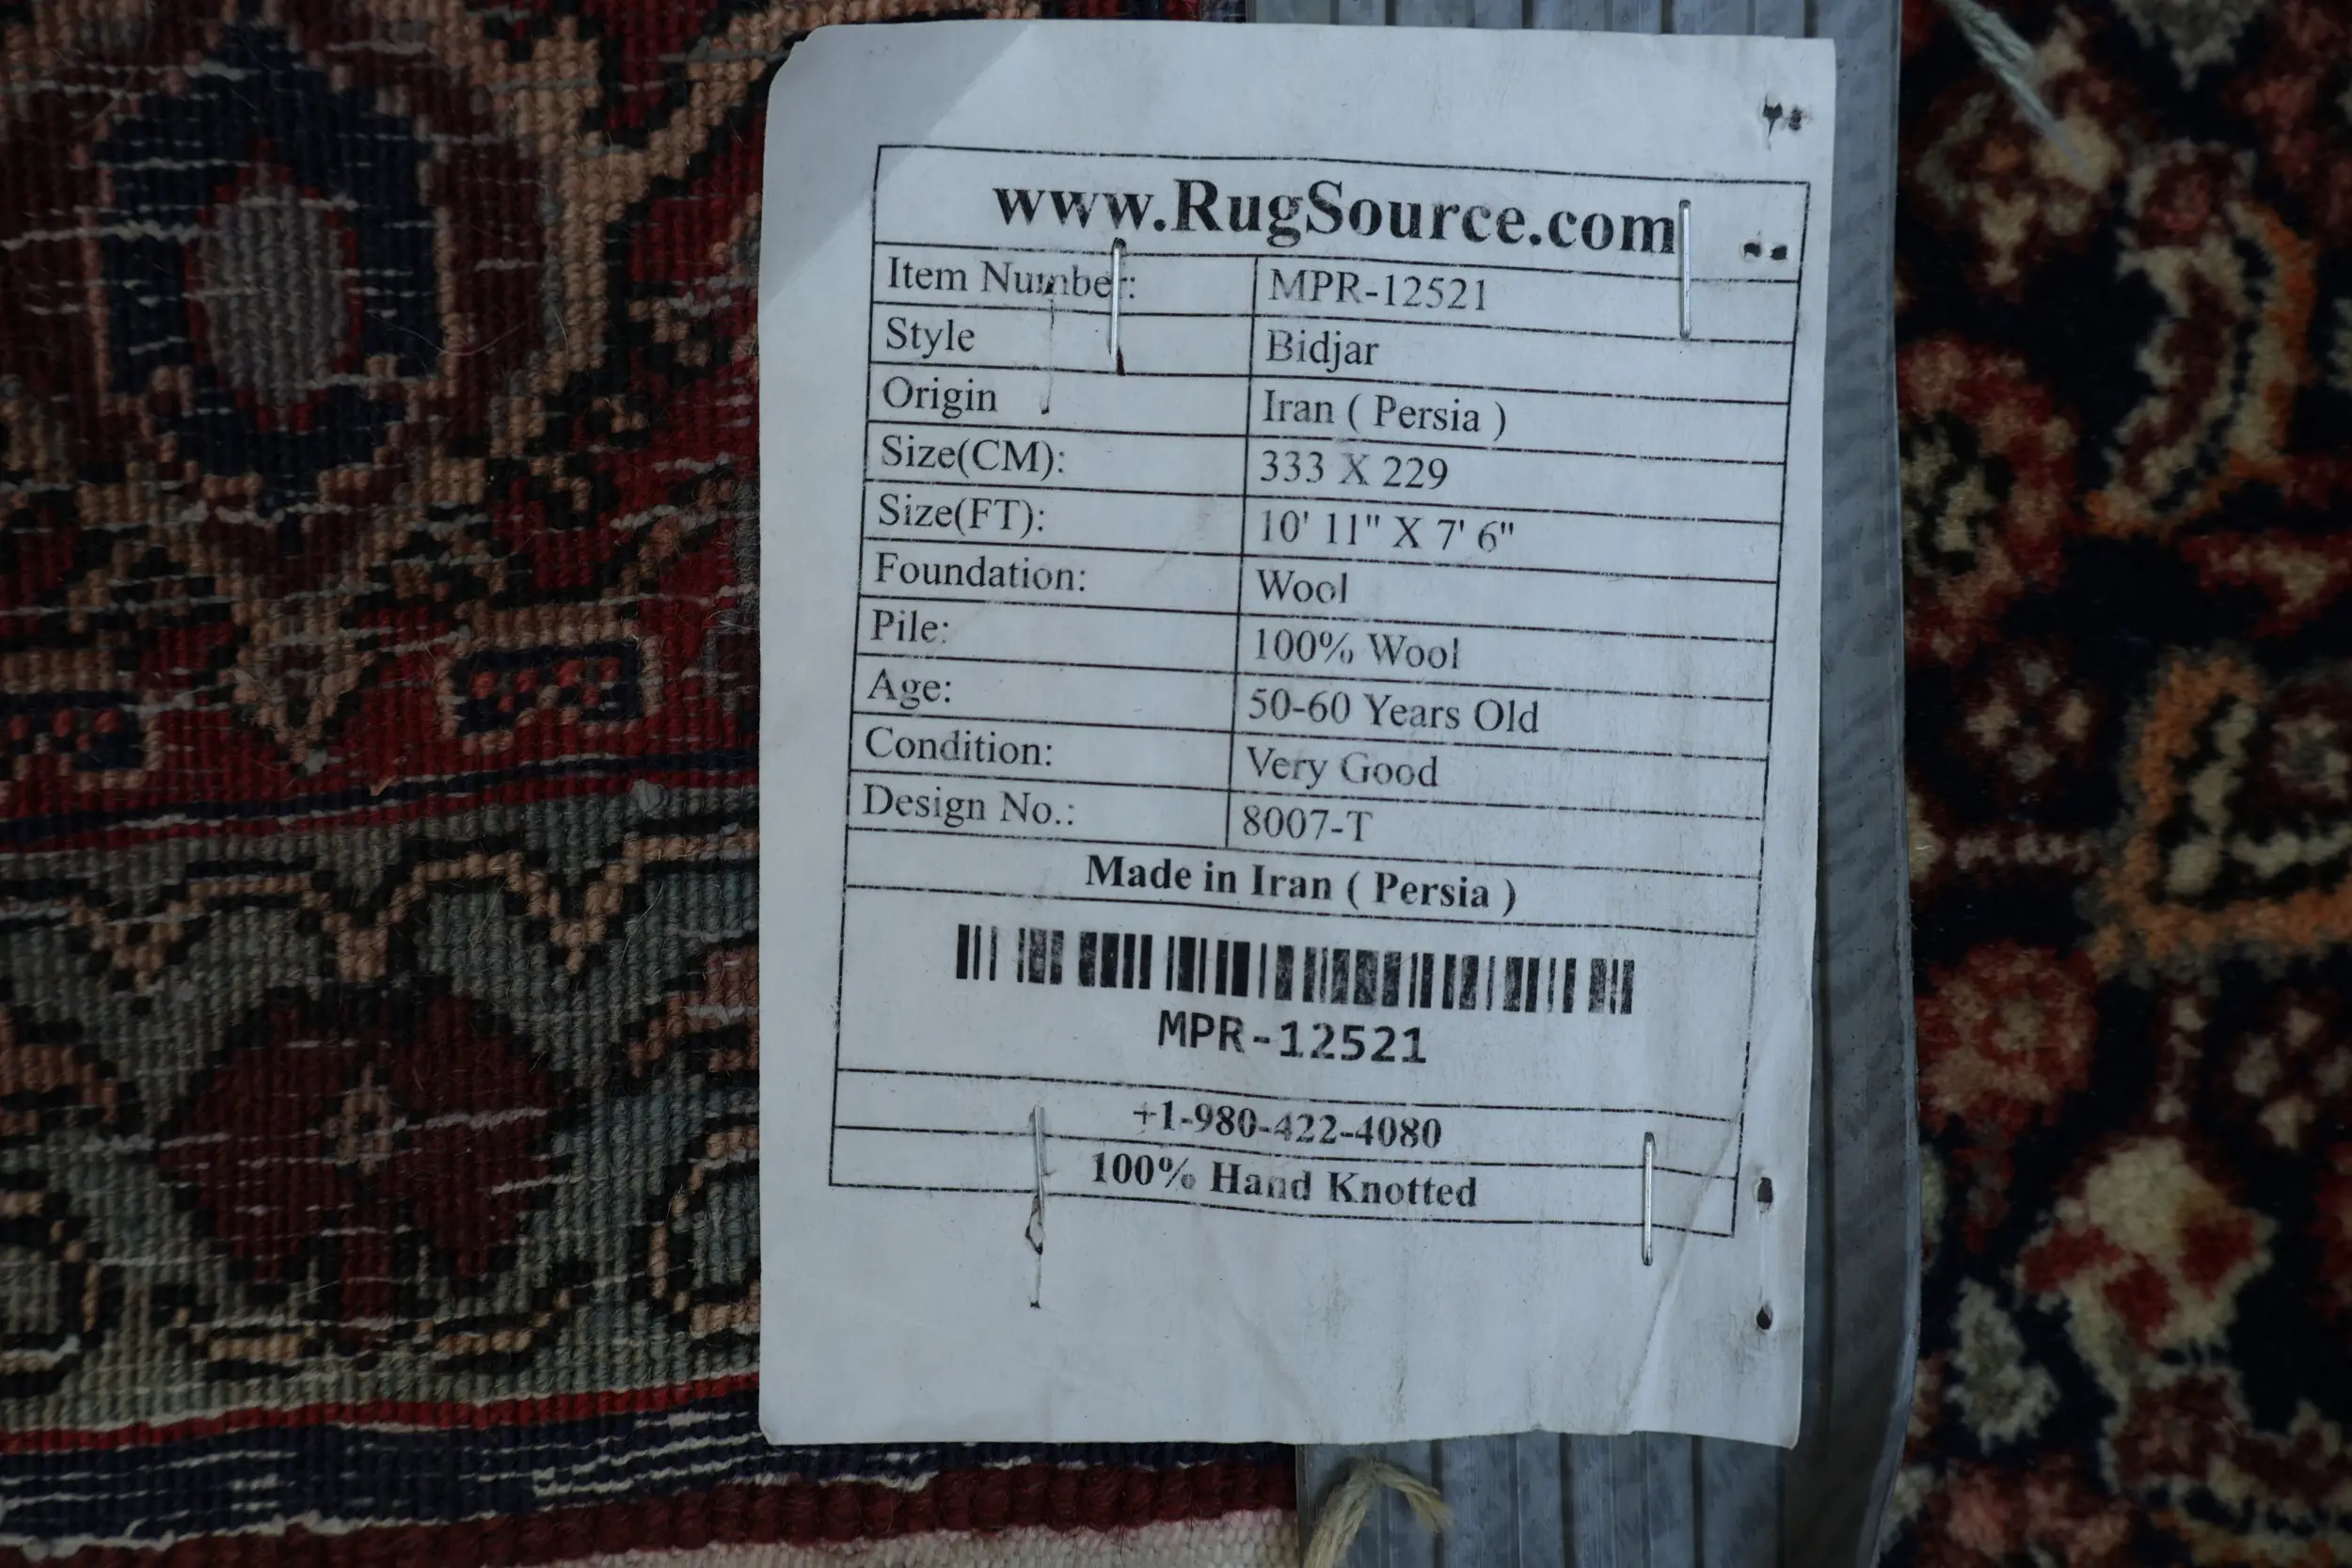 www.RugSource.com
Item Number: MPR-12521
Style Bidjar
Origin Iran ( Persia )
Size(CM): 333 X 229
Size(FT): 10' 11" X 7' 6"
Foundation: Wool
Pile: 100% Wool
Age: 50-60 Years Old
Condition: Very Good
Design No.: 8007-T
Made in Iran ( Persia )
MPR-12521
+1-980-422-4080
100% Hand Knotted